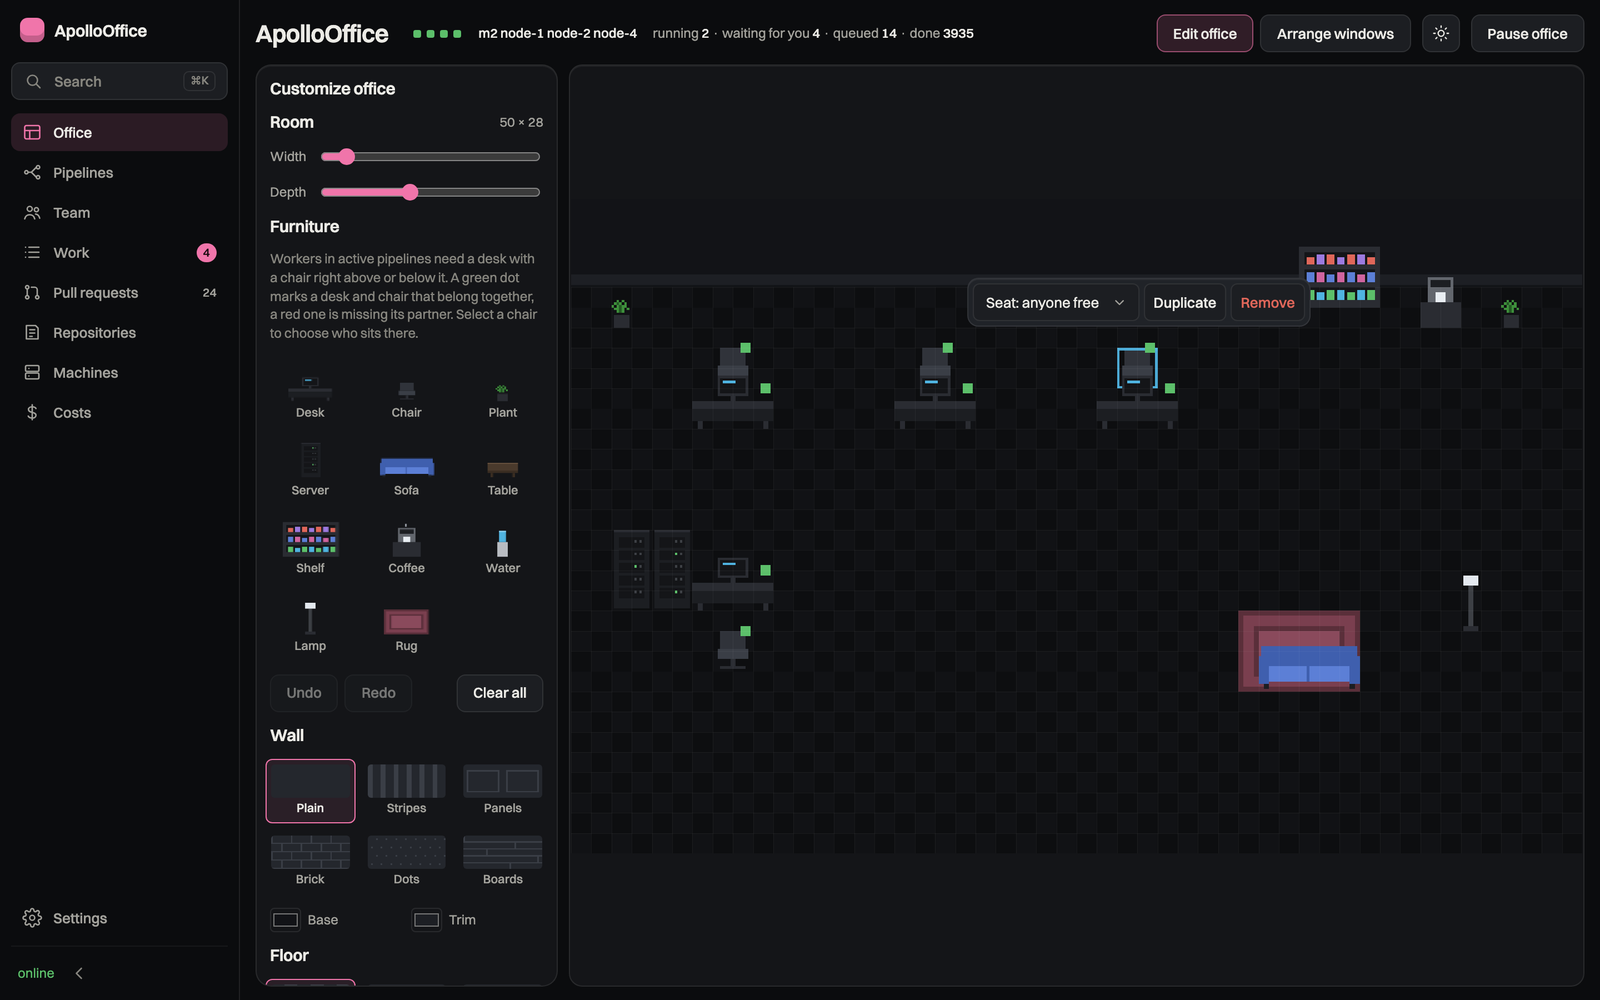 ApolloOffice
Search ⌘K
Office
Pipelines
Team
Work 4
Pull requests 24
Repositories
Machines
Costs
Settings
online
ApolloOffice
m2 node-1 node-2 node-4 running 2 · waiting for you 4 · queued 14 · done 3935
Edit office
Arrange windows
Pause office
Customize office
Room 50 × 28
Width
Depth
Furniture
Workers in active pipelines need a desk with
a chair right above or below it. A green dot
marks a desk and chair that belong together,
a red one is missing its partner. Select a chair
to choose who sits there.
Desk Chair Plant
Server Sofa Table
Shelf Coffee Water
Lamp Rug
Undo Redo Clear all
Wall
Plain Stripes Panels
Brick Dots Boards
Base Trim
Floor
Seat: anyone free Duplicate Remove